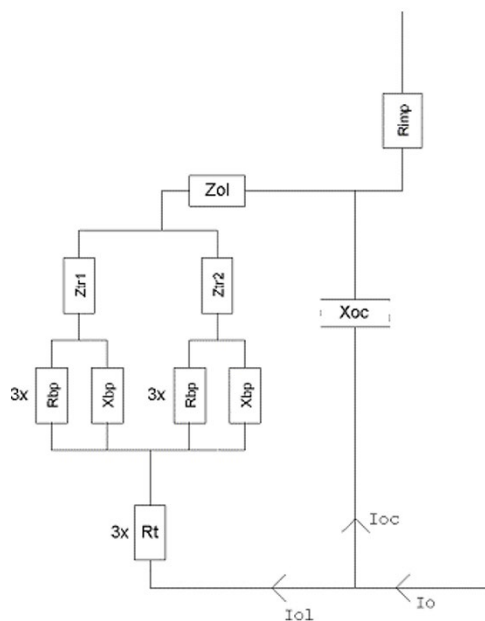 Rimp
Zol
Ztr1
Ztr2
Xoc
3x Rbp Xbp 3x Rbp Xbp
3x Rt
Ioc
Iol
Io